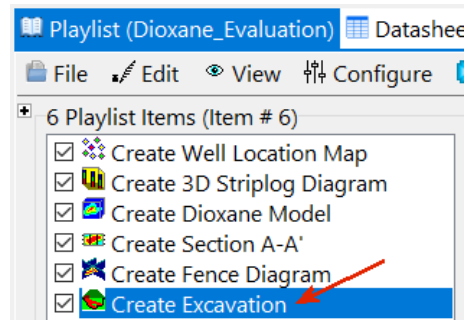 Playlist (Dioxane_Evaluation) Datashee
File Edit View Configure
6 Playlist Items (Item # 6)
Create Well Location Map
Create 3D Striplog Diagram
Create Dioxane Model
Create Section A-A'
Create Fence Diagram
Create Excavation